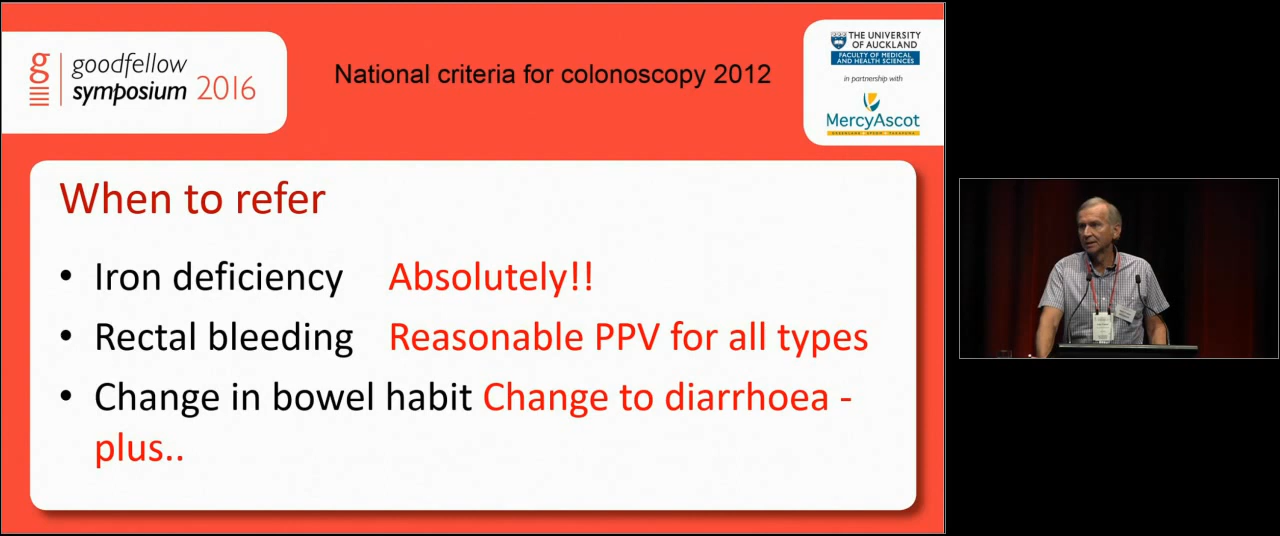 g
goodfellow
symposium 2016
National criteria for colonoscopy 2012
THE UNIVERSITY
OF AUCKLAND
FACULTY OF MEDICAL
AND HEALTH SCIENCES
in partnership with
MercyAscot
When to refer
• Iron deficiency Absolutely!!
• Rectal bleeding Reasonable PPV for all types
• Change in bowel habit Change to diarrhoea -
plus..